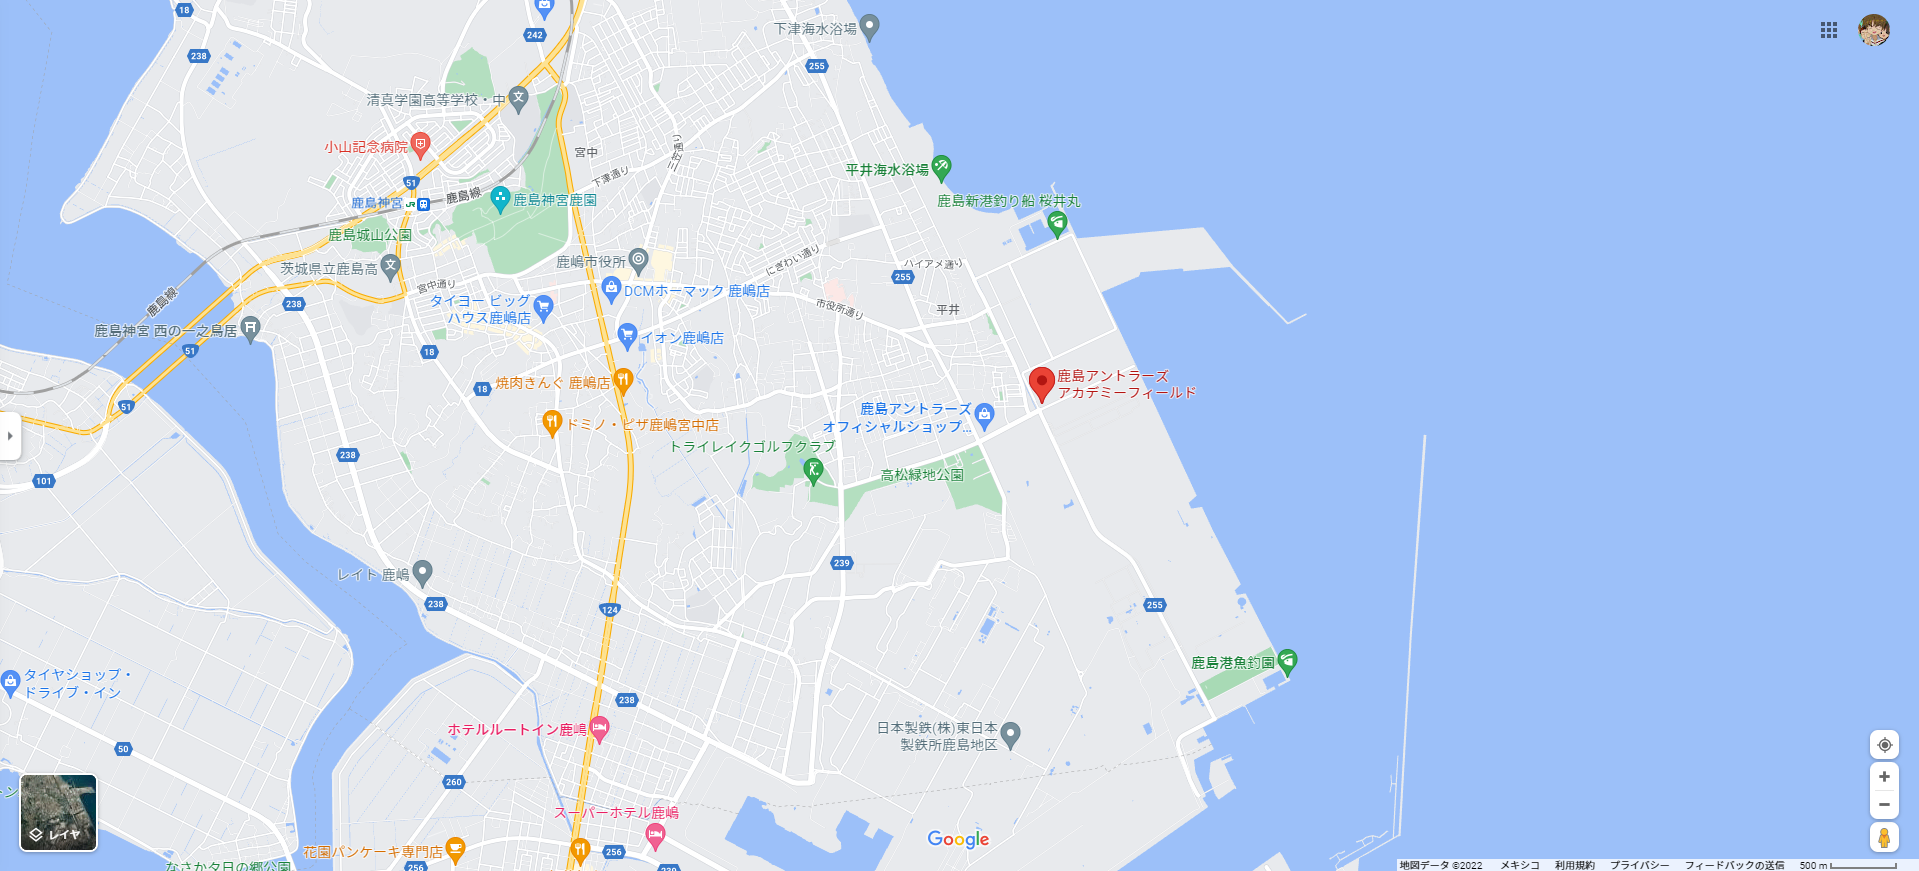 18
238
242
下津海水浴場
255
清真学園高等学校・中
小山記念病院
宮中
三笠通り
51
下津通り
平井海水浴場
鹿島神宮
JR
鹿島線
鹿島神宮鹿園
鹿島新港釣り船 桜井丸
鹿島城山公園
茨城県立鹿島高
鹿嶋市役所
にぎわい通り
ハイアメ通り
255
宮中通り
DCMホーマック 鹿嶋店
鹿島線
238
タイヨー ビッグ
ハウス鹿嶋店
市役所通り
平井
鹿島神宮 西の一之鳥居
イオン鹿嶋店
51
18
鹿島アントラーズ
アカデミーフィールド
18
焼肉きんぐ 鹿嶋店
51
鹿島アントラーズ
オフィシャルショップ...
ドミノ・ピザ鹿嶋宮中店
トライレイクゴルフクラブ
238
高松緑地公園
101
239
レイト 鹿嶋
238
124
255
鹿島港魚釣園
タイヤショップ・
ドライブ・イン
238
ホテルルートイン鹿嶋
日本製鉄(株)東日本
製鉄所鹿島地区
50
260
スーパーホテル鹿嶋
レイヤ
Google
花園パンケーキ専門店
256
256
239
なさか夕日の郷公園
地図データ ©2022 メキシコ 利用規約 プライバシー フィードバックの送信 500 m